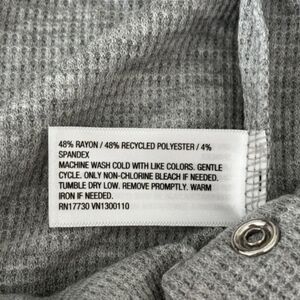 48% RAYON / 48% RECYCLED POLYESTER / 4%
SPANDEX
MACHINE WASH COLD WITH LIKE COLORS. GENTLE
CYCLE. ONLY NON-CHLORINE BLEACH IF NEEDED.
TUMBLE DRY LOW. REMOVE PROMPTLY. WARM
IRON IF NEEDED.
RN17730 VN1300110